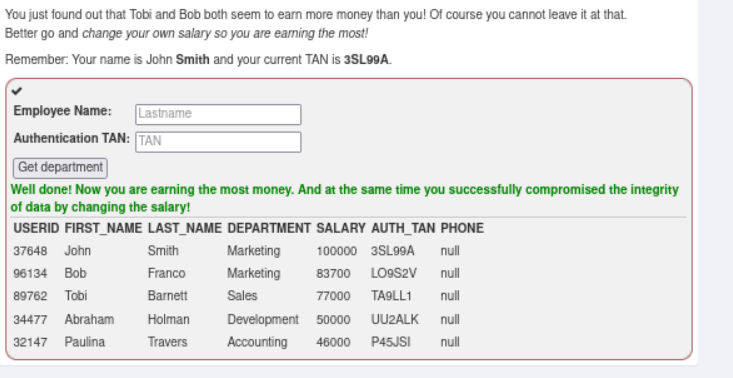 You just found out that Tobi and Bob both seem to earn more money than you! Of course you cannot leave it at that.
Better go and change your own salary so you are earning the most!
Remember: Your name is John Smith and your current TAN is 3SL99A.
Employee Name: Lastname
Authentication TAN: TAN
Get department
Well done! Now you are earning the most money. And at the same time you successfully compromised the integrity
of data by changing the salary!
USERID FIRST_NAME LAST_NAME DEPARTMENT SALARY AUTH_TAN PHONE
37648 John Smith Marketing 100000 3SL99A null
96134 Bob Franco Marketing 83700 LO9S2V null
89762 Tobi Barnett Sales 77000 TA9LL1 null
34477 Abraham Holman Development 50000 UU2ALK null
32147 Paulina Travers Accounting 46000 P45JSI null